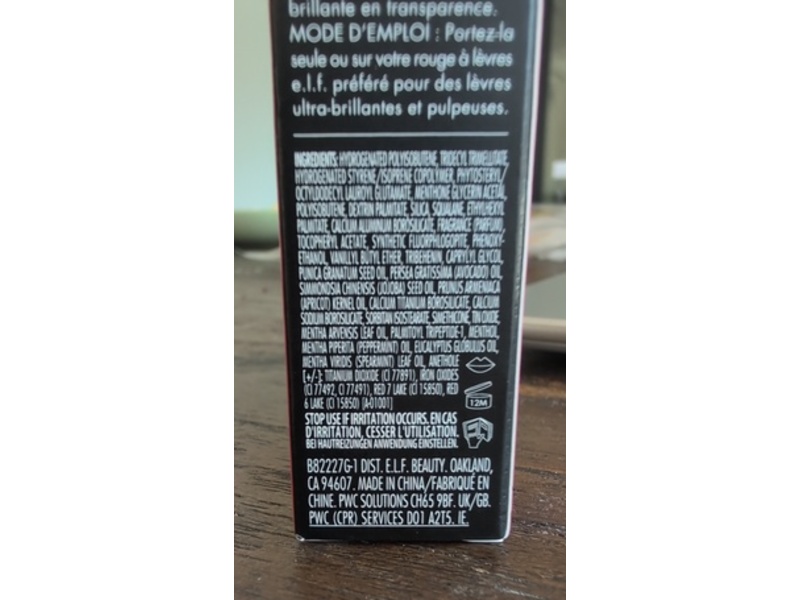 brillante en transparence.
MODE D'EMPLOI : Portez-la
seule ou sur votre rouge à lèvres
e.l.f. préféré pour des lèvres
ultra-brillantes et pulpeuses.
INGREDIENTS: HYDROGENATED POLYISOBUTENE, TRIDECYL TRIMELLITATE,
HYDROGENATED STYRENE/ISOPRENE COPOLYMER, PHYTOSTERYL/
OCTYLDODECYL LAUROYL GLUTAMATE, MENTHONE GLYCERIN ACETAL,
POLYISOBUTENE, DEXTRIN PALMITATE, SILICA, SQUALANE, ETHYLHEXYL
PALMITATE, CALCIUM ALUMINUM BOROSILICATE, FRAGRANCE (PARFUM),
TOCOPHERYL ACETATE, SYNTHETIC FLUORPHLOGOPITE, PHENOXY-
ETHANOL, VANILLYL BUTYL ETHER, TRIBEHENIN, CAPRYLYL GLYCOL,
PUNICA GRANATUM SEED OIL, PERSEA GRATISSIMA (AVOCADO) OIL,
SIMMONDSIA CHINENSIS (JOJOBA) SEED OIL, PRUNUS ARMENIACA
(APRICOT) KERNEL OIL, CALCIUM TITANIUM BOROSILICATE, CALCIUM
SODIUM BOROSILICATE, SORBITAN ISOSTEARATE, SIMETHICONE, TIN OXIDE,
MENTHA ARVENSIS LEAF OIL, PALMITOYL TRIPEPTIDE-1, MENTHOL,
MENTHA PIPERITA (PEPPERMINT) OIL, EUCALYPTUS GLOBULUS OIL,
MENTHA VIRIDIS (SPEARMINT) LEAF OIL, ANETHOLE
[+/-]: TITANIUM DIOXIDE (CI 77891), IRON OXIDES
(CI 77492, CI 77491), RED 7 LAKE (CI 15850), RED
6 LAKE (CI 15850) [A-01001]
12M
STOP USE IF IRRITATION OCCURS. EN CAS
D'IRRITATION, CESSER L'UTILISATION.
BEI HAUTREIZUNGEN ANWENDUNG EINSTELLEN.
B82227G-1 DIST. E.L.F. BEAUTY. OAKLAND,
CA 94607. MADE IN CHINA/FABRIQUÉ EN
CHINE. PWC SOLUTIONS CH65 9BF. UK/GB.
PWC (CPR) SERVICES D01 A2T5. IE.